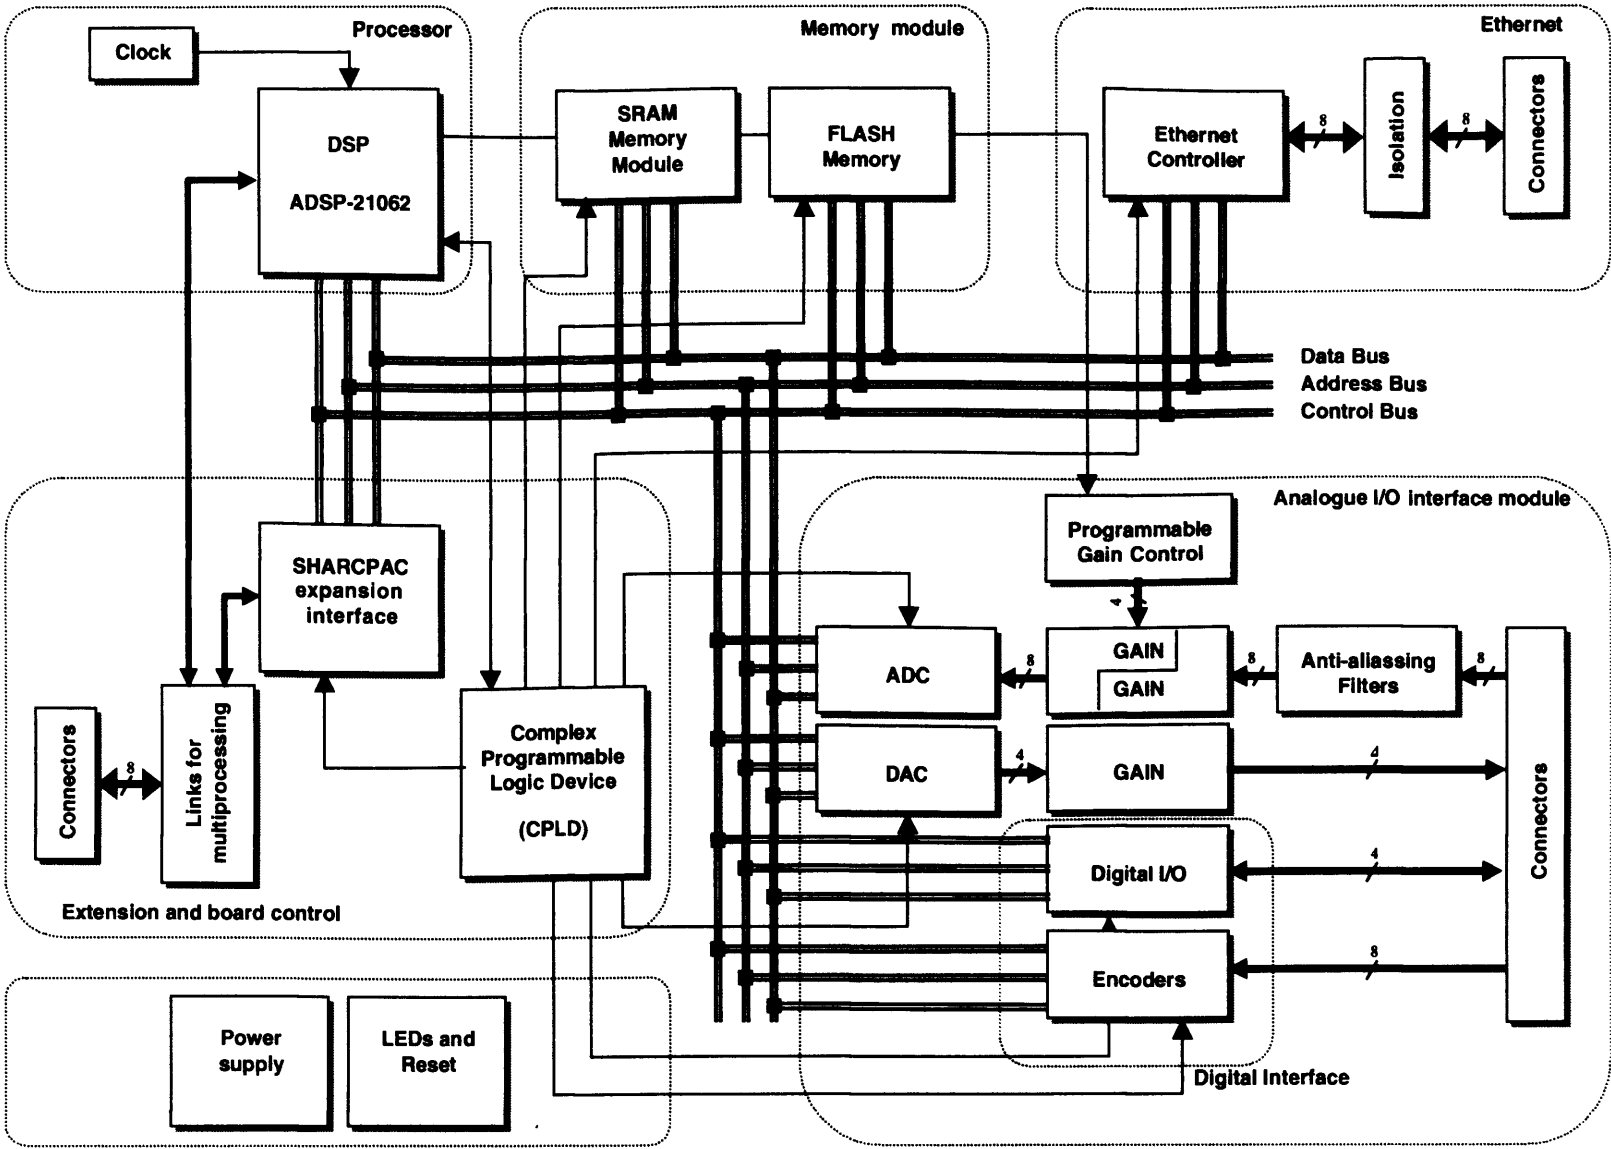 Processor
Memory module
Ethernet
Clock
DSP
ADSP-21062
SRAM
Memory
Module
FLASH
Memory
Ethernet
Controller
8
Isolation
8
Connectors
Data Bus
Address Bus
Control Bus
Analogue I/O interface module
Programmable
Gain Control
4
SHARCPAC
expansion
interface
ADC
8
GAIN
GAIN
8
Anti-aliassing
Filters
8
Connectors
8
Links for
multiprocessing
Complex
Programmable
Logic Device
(CPLD)
DAC
4
GAIN
4
Connectors
Digital I/O
4
Extension and board control
Encoders
8
Power
supply
LEDs and
Reset
Digital Interface